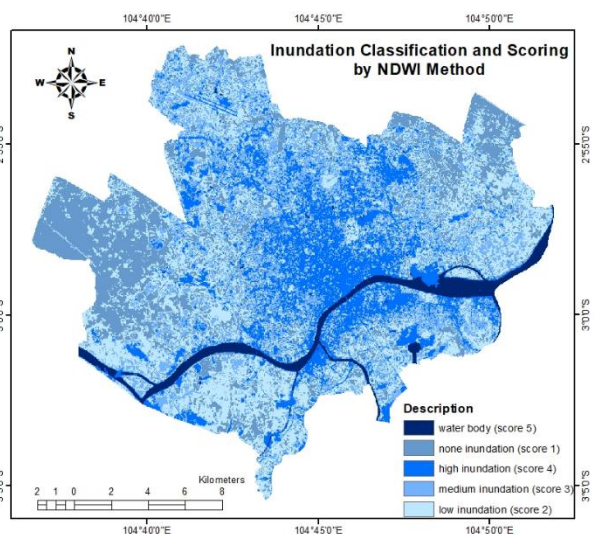 104°40'0"E 104°45'0"E 104°50'0"E
Inundation Classification and Scoring
by NDWI Method
N
W E
S
Description
water body (score 5)
none inundation (score 1)
high inundation (score 4)
medium inundation (score 3)
low inundation (score 2)
Kilometers
2 1 0 2 4 6 8
104°40'0"E 104°45'0"E 104°50'0"E